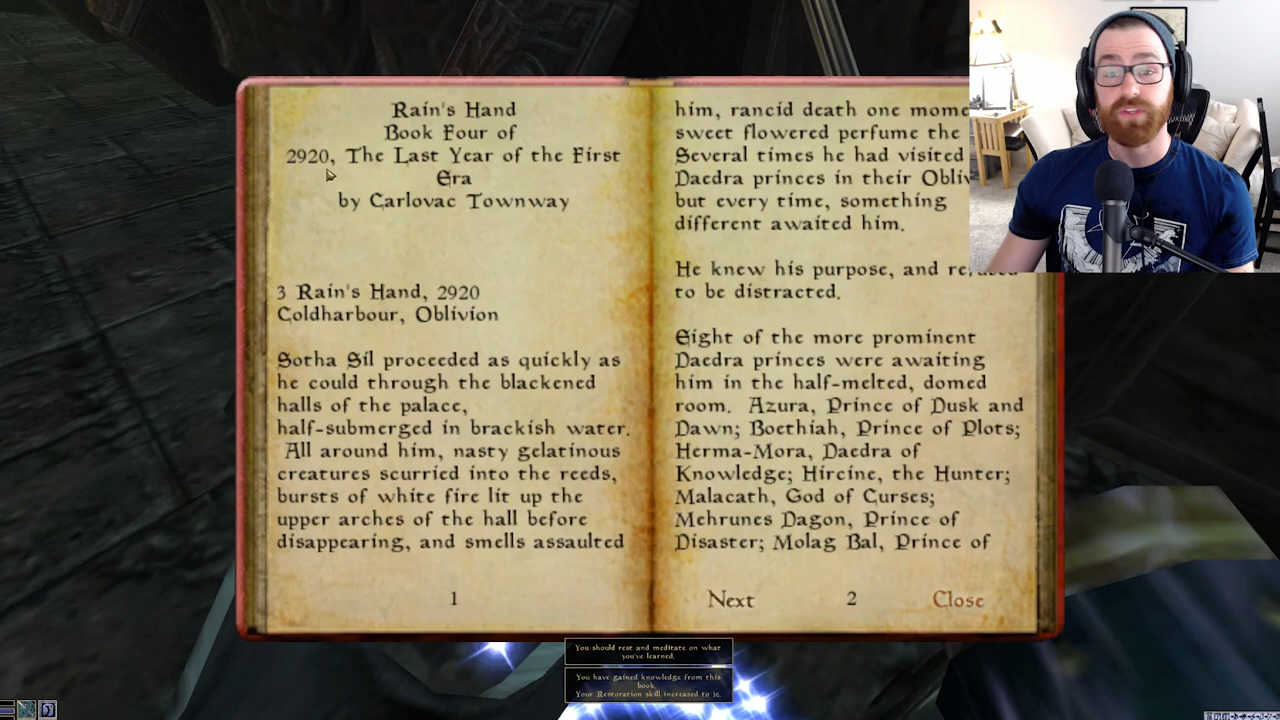 Rain's Hand
Book Four of
2920, The Last Year of the First
Era
by Carlovac Townway
3 Rain's Hand, 2920
Coldharbour, Oblivion
Sotha Sil proceeded as quickly as
he could through the blackened
halls of the palace,
half-submerged in brackish water.
All around him, nasty gelatinous
creatures scurried into the reeds,
bursts of white fire lit up the
upper arches of the hall before
disappearing, and smells assaulted
1
him, rancid death one mome
sweet flowered perfume the
Several times he had visited
Daedra princes in their Obliv
but every time, something
different awaited him.
He knew his purpose, and
to be distracted.
Eight of the more prominent
Daedra princes were awaiting
him in the half-melted, domed
room. Azura, Prince of Dusk and
Dawn; Boethiah, Prince of Plots;
Herma-Mora, Daedra of
Knowledge; Hircine, the Hunter;
Malacath, God of Curses;
Mehrunes Dagon, Prince of
Disaster; Molag Bal, Prince of
Next 2 Close
You should rest and meditate on what
you've learned.
You have gained knowledge from this
book.
Your Restoration skill increased to 16.